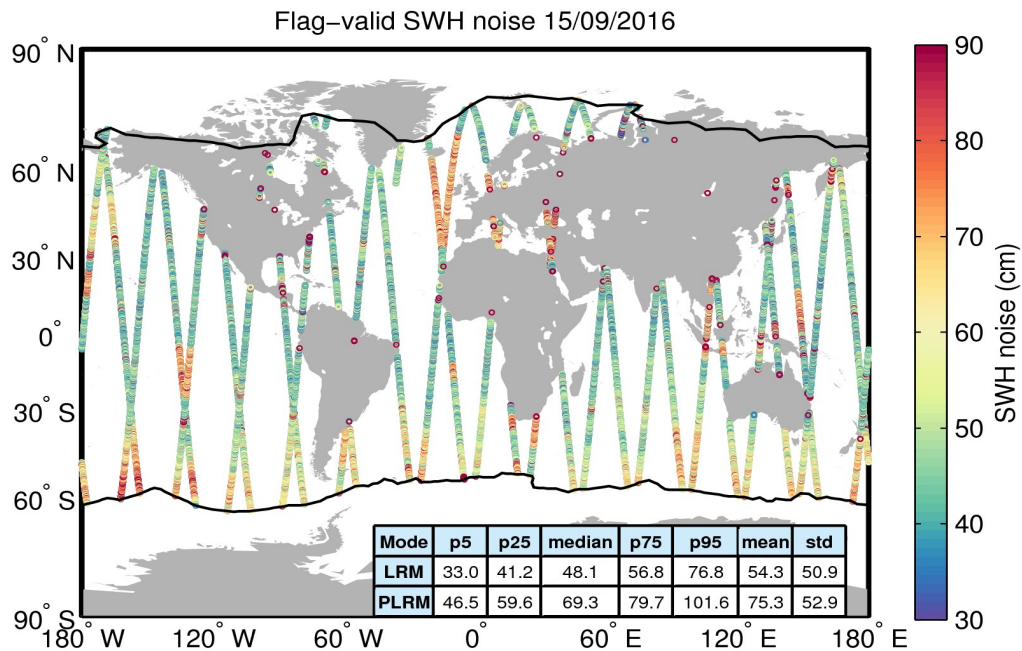 Flag−valid SWH noise 15/09/2016
90° N
60° N
30° N
0°
30° S
60° S
90° S
180° W
120° W
60° W
0°
60° E
120° E
180° E
Mode p5 p25 median p75 p95 mean std
LRM 33.0 41.2 48.1 56.8 76.8 54.3 50.9
PLRM 46.5 59.6 69.3 79.7 101.6 75.3 52.9
90
80
70
60
50
40
30
SWH noise (cm)